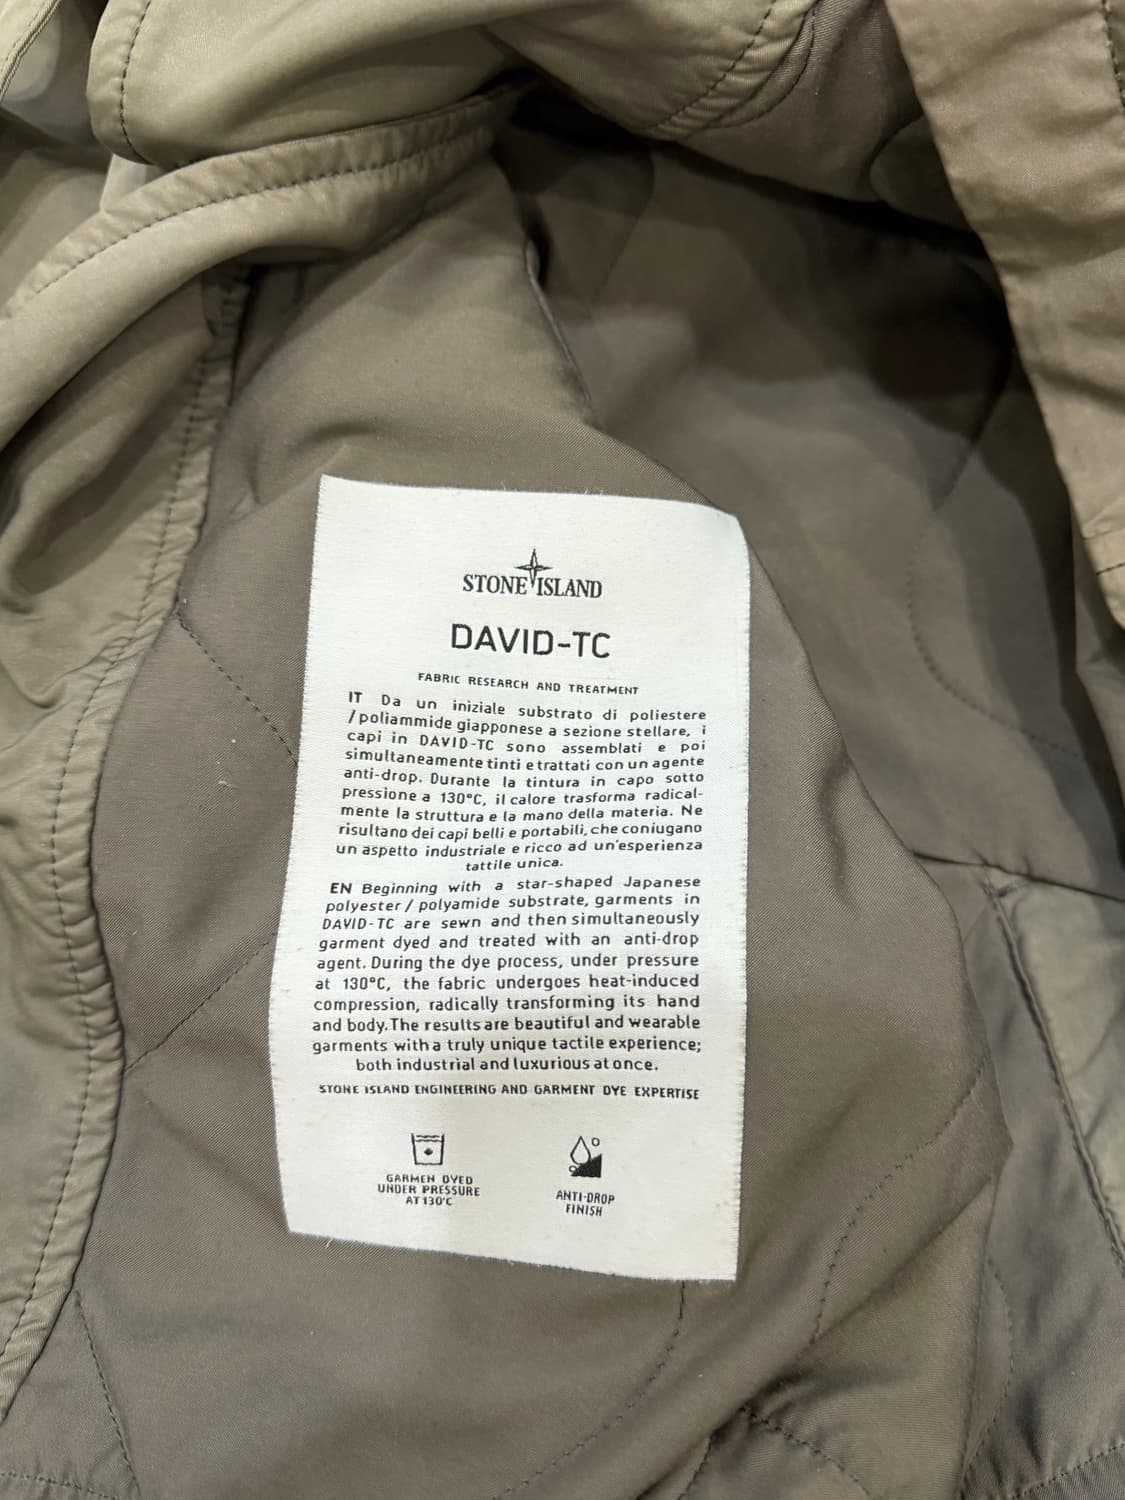 STONE ISLAND
DAVID-TC
FABRIC RESEARCH AND TREATMENT
IT Da un iniziale substrato di poliestere
/poliammide giapponese a sezione stellare, i
capi in DAVID-TC sono assemblati e poi
simultaneamente tinti e trattati con un agente
anti-drop. Durante la tintura in capo sotto
pressione a 130°C, il calore trasforma radical-
mente la struttura e la mano della materia. Ne
risultano dei capi belli e portabili, che coniugano
un aspetto industriale e ricco ad un'esperienza
tattile unica.
EN Beginning with a star-shaped Japanese
polyester / polyamide substrate, garments in
DAVID-TC are sewn and then simultaneously
garment dyed and treated with an anti-drop
agent. During the dye process, under pressure
at 130°C, the fabric undergoes heat-induced
compression, radically transforming its hand
and body. The results are beautiful and wearable
garments with a truly unique tactile experience;
both industrial and luxurious at once.
STONE ISLAND ENGINEERING AND GARMENT DYE EXPERTISE
GARMEN DYED
UNDER PRESSURE
AT 130°C
ANTI-DROP
FINISH